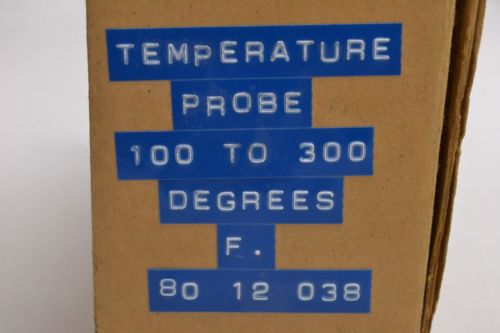 TEMPERATURE
PROBE
100 TO 300
DEGREES
F.
80 12 038